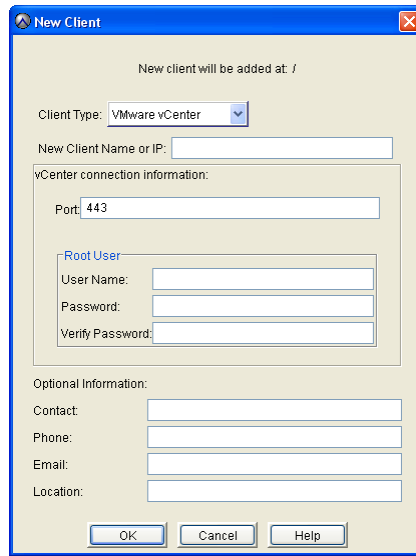 New Client
New client will be added at: /
Client Type: VMware vCenter
New Client Name or IP:
vCenter connection information:
Port: 443
Root User
User Name:
Password:
Verify Password:
Optional Information:
Contact:
Phone:
Email:
Location:
OK Cancel Help